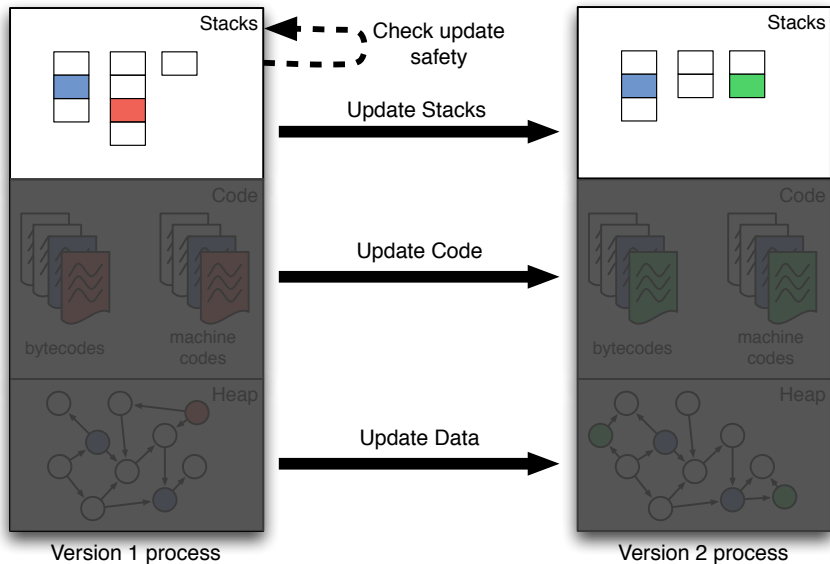 Stacks
Check update
safety
Stacks
Update Stacks
Code
Code
Update Code
bytecodes
machine
codes
bytecodes
machine
codes
Heap
Heap
Update Data
Version 1 process
Version 2 process